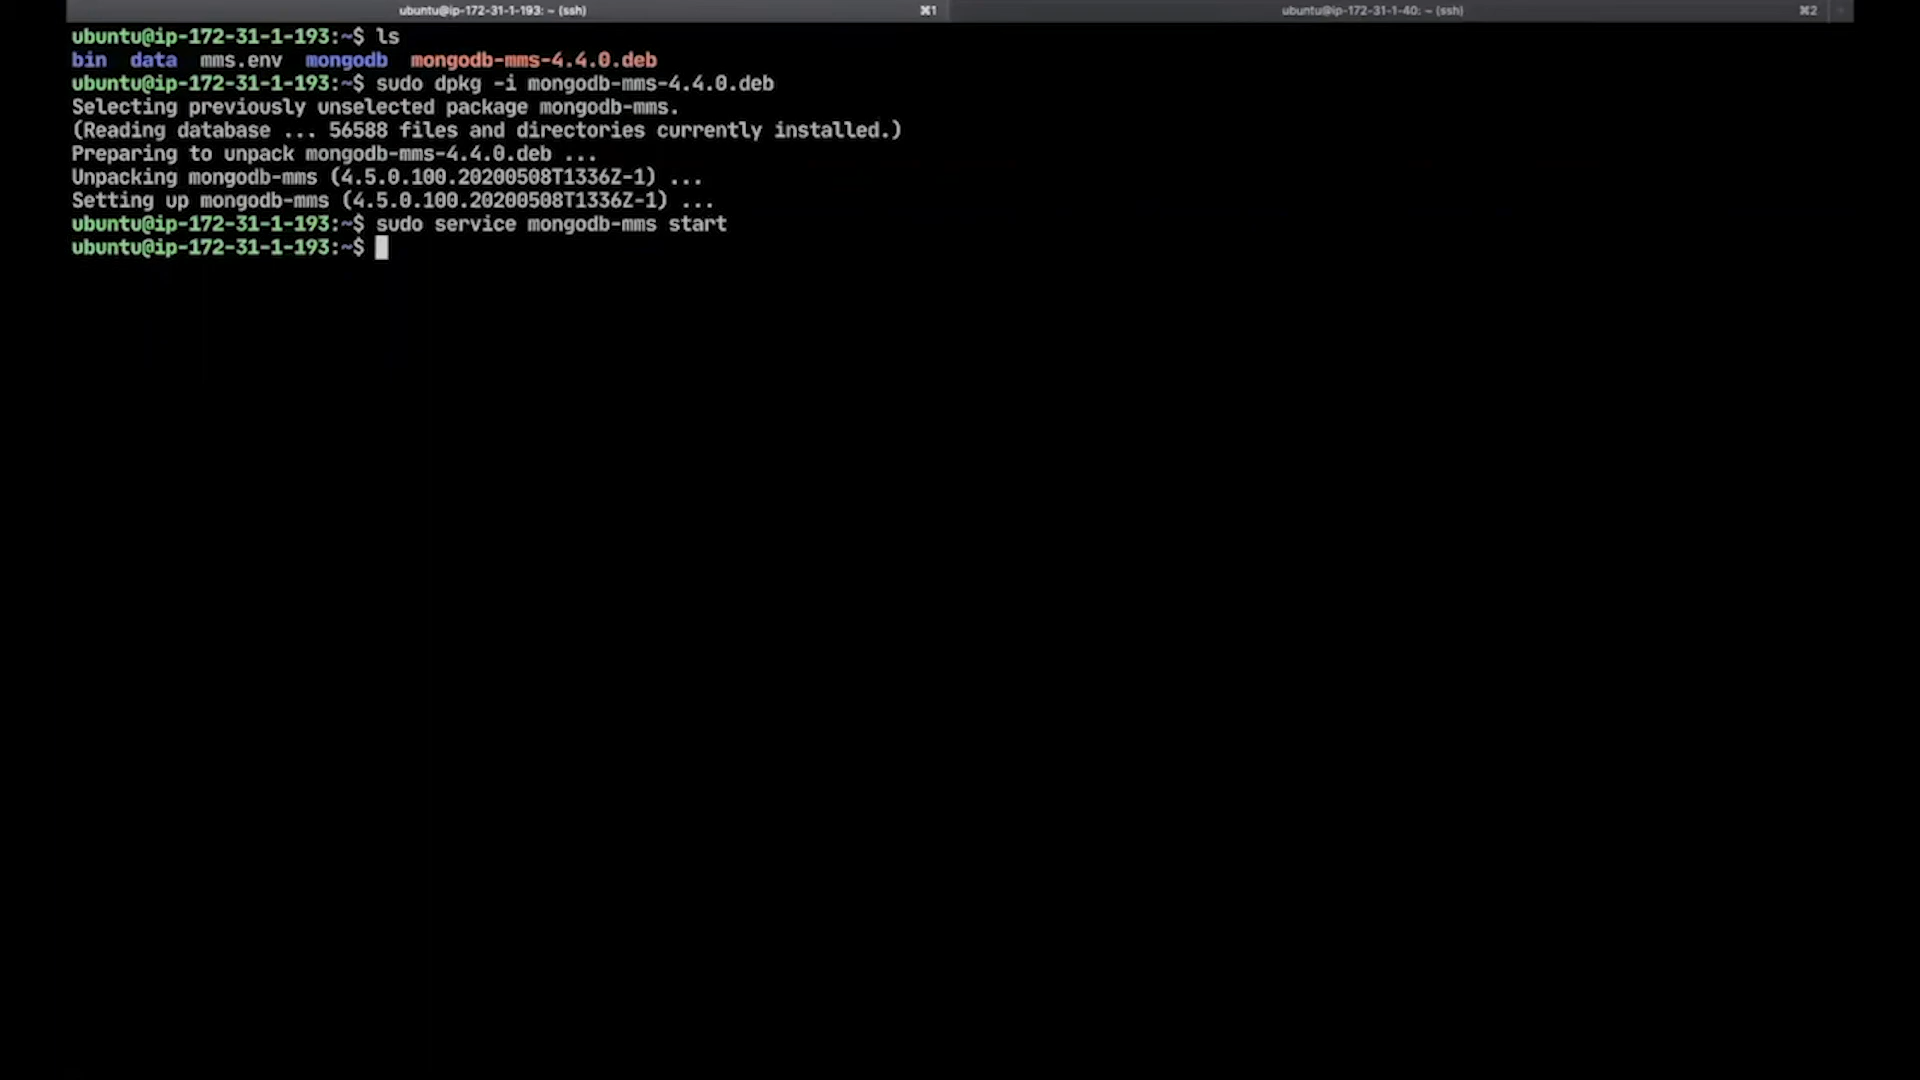 ubuntu@ip-172-31-1-193: ~ (ssh) ⌘1 ubuntu@ip-172-31-1-40: ~ (ssh) ⌘2
ubuntu@ip-172-31-1-193:~$ ls
bin data mms.env mongodb mongodb-mms-4.4.0.deb
ubuntu@ip-172-31-1-193:~$ sudo dpkg -i mongodb-mms-4.4.0.deb
Selecting previously unselected package mongodb-mms.
(Reading database ... 56588 files and directories currently installed.)
Preparing to unpack mongodb-mms-4.4.0.deb ...
Unpacking mongodb-mms (4.5.0.100.20200508T1336Z-1) ...
Setting up mongodb-mms (4.5.0.100.20200508T1336Z-1) ...
ubuntu@ip-172-31-1-193:~$ sudo service mongodb-mms start
ubuntu@ip-172-31-1-193:~$